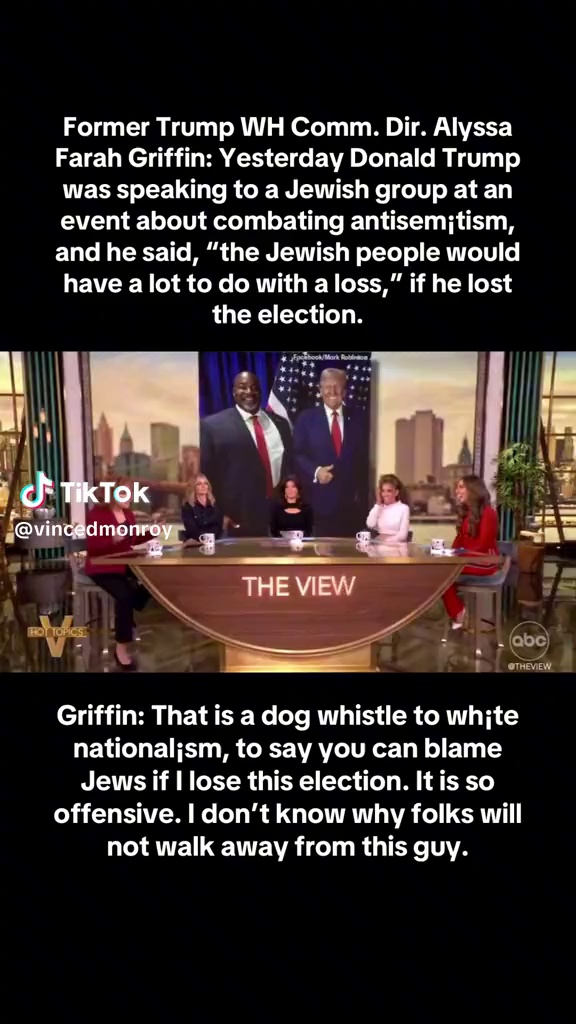 Former Trump WH Comm. Dir. Alyssa
Farah Griffin: Yesterday Donald Trump
was speaking to a Jewish group at an
event about combating antisem¡tism,
and he said, “the Jewish people would
have a lot to do with a loss,” if he lost
the election.
Facebook/Mark Robinson
TikTok
@vincedmonroy
THE VIEW
HOT TOPICS
V
abc
@THEVIEW
Griffin: That is a dog whistle to wh¡te
national¡sm, to say you can blame
Jews if I lose this election. It is so
offensive. I don’t know why folks will
not walk away from this guy.